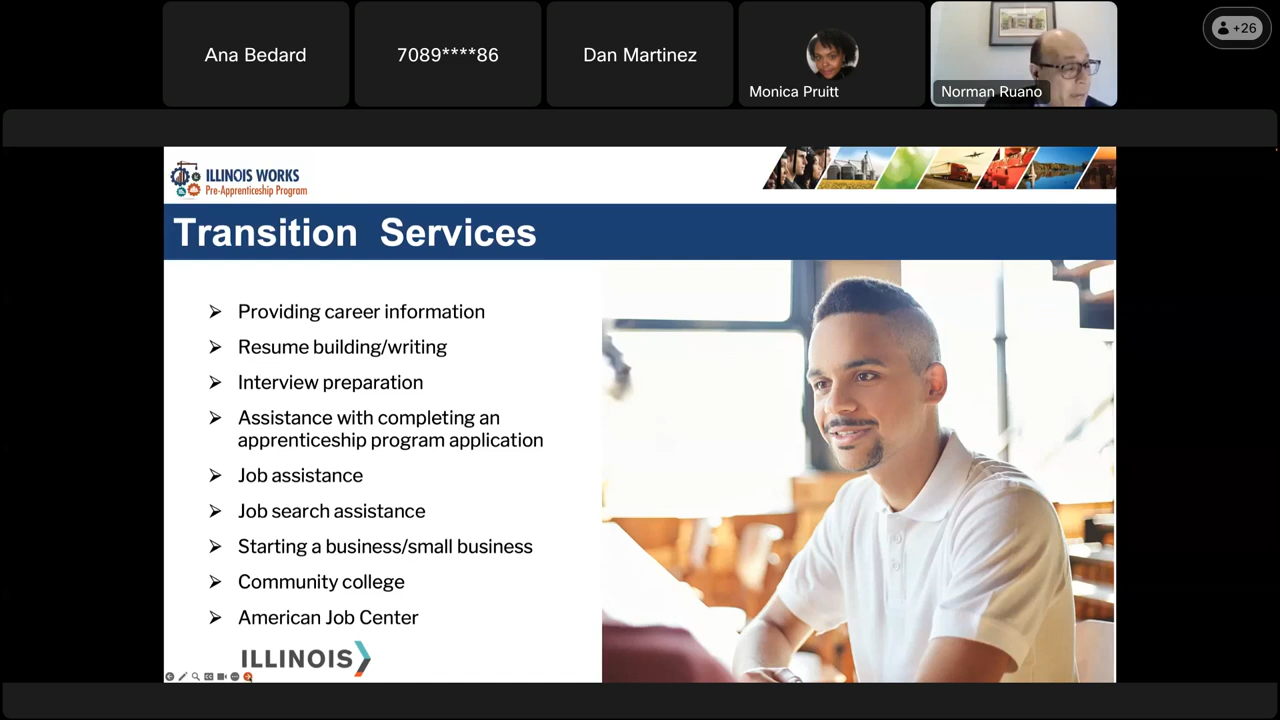 Ana Bedard
7089****86
Dan Martinez
Monica Pruitt
Norman Ruano
+26
ILLINOIS WORKS
Pre-Apprenticeship Program
Transition Services
Providing career information
Resume building/writing
Interview preparation
Assistance with completing an
apprenticeship program application
Job assistance
Job search assistance
Starting a business/small business
Community college
American Job Center
ILLINOIS